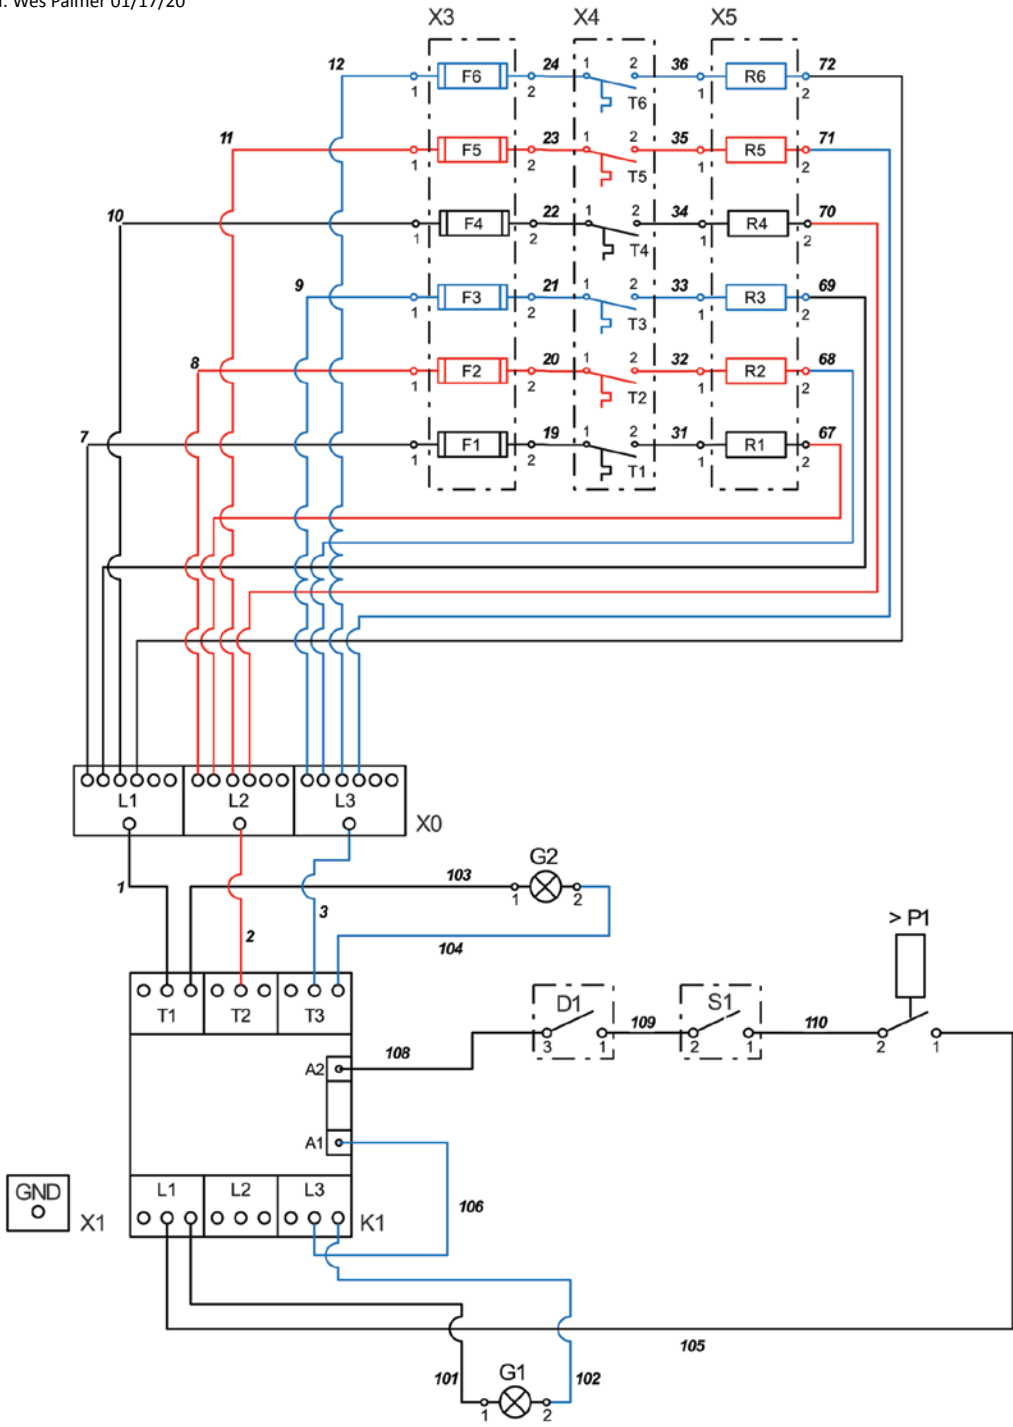 Wes Palmer 01/17/20
X3 X4 X5
12 1 F6 2 24 1 2 T6 36 1 R6 2 72
11 1 F5 2 23 1 2 T5 35 1 R5 2 71
10 1 F4 2 22 1 2 T4 34 1 R4 2 70
9 1 F3 2 21 1 2 T3 33 1 R3 2 69
8 1 F2 2 20 1 2 T2 32 1 R2 2 68
7 1 F1 2 19 1 2 T1 31 1 R1 2 67
L1 L2 L3 X0
G2
1 103 1 2
3
2 104
> P1
T1 T2 T3
D1 S1
108 3 1 109 2 1 110 2 1
A2
A1
GND X1
L1 L2 L3 106
K1
105
101 G1 102
1 2